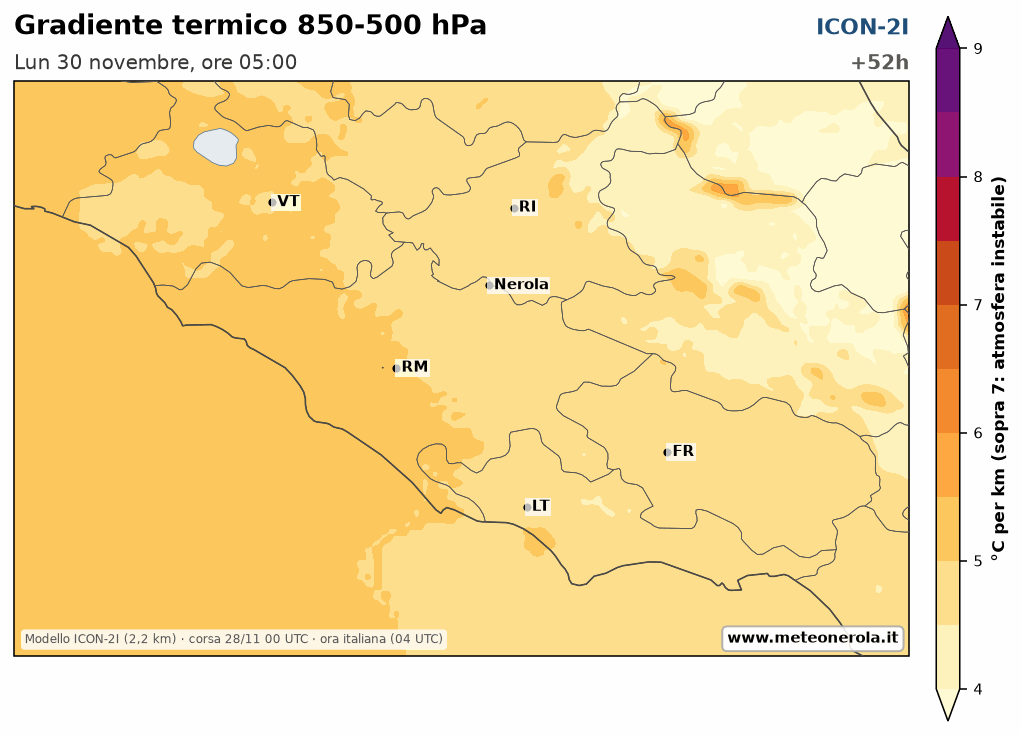 Gradiente termico 850-500 hPa
ICON-2I
Lun 30 novembre, ore 05:00
+52h
VT
RI
Nerola
RM
FR
LT
Modello ICON-2I (2,2 km) · corsa 28/11 00 UTC · ora italiana (04 UTC)
www.meteonerola.it
9
8
7
6
5
4
°C per km (sopra 7: atmosfera instabile)